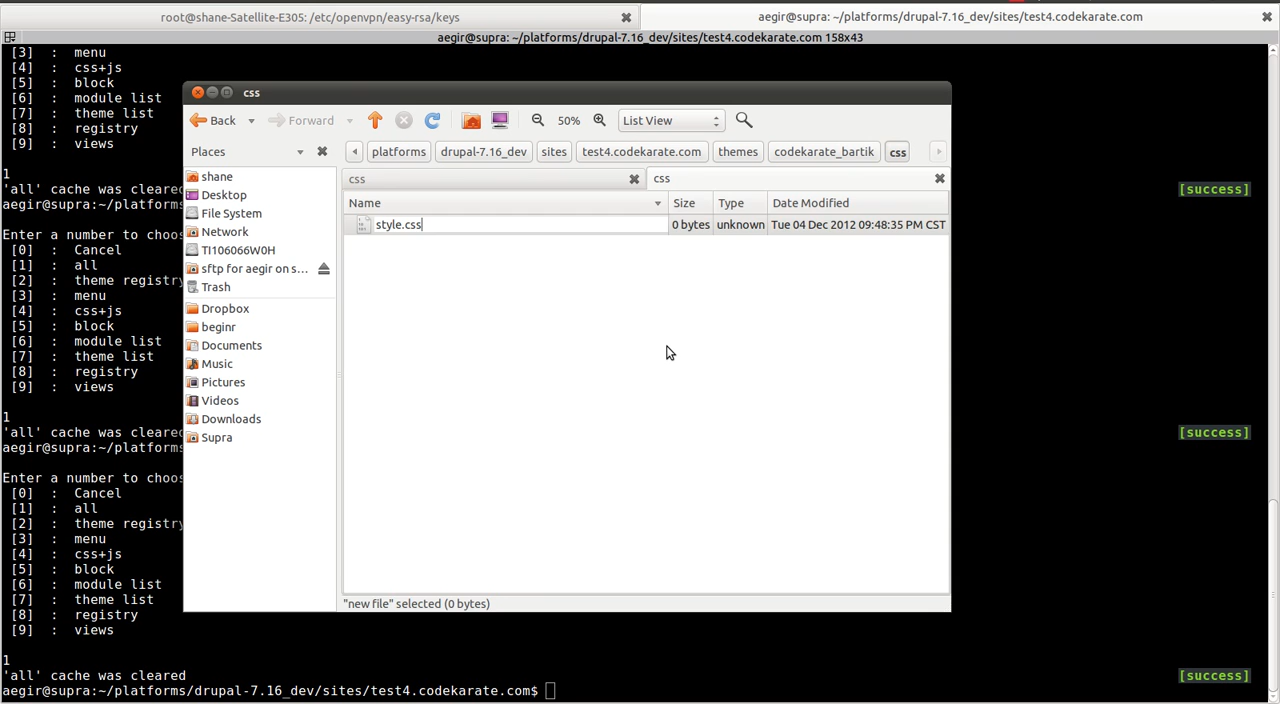 root@shane-Satellite-E305: /etc/openvpn/easy-rsa/keys
aegir@supra: ~/platforms/drupal-7.16_dev/sites/test4.codekarate.com
aegir@supra: ~/platforms/drupal-7.16_dev/sites/test4.codekarate.com 158x43
[3]  :  menu
[4]  :  css+js
[5]  :  block
[6]  :  module list
[7]  :  theme list
[8]  :  registry
[9]  :  views
1
'all' cache was cleared
[success]
aegir@supra:~/platforms
Enter a number to choos
[0]  :  Cancel
[1]  :  all
[2]  :  theme registry
[3]  :  menu
[4]  :  css+js
[5]  :  block
[6]  :  module list
[7]  :  theme list
[8]  :  registry
[9]  :  views
1
'all' cache was cleared
[success]
aegir@supra:~/platforms
Enter a number to choos
[0]  :  Cancel
[1]  :  all
[2]  :  theme registry
[3]  :  menu
[4]  :  css+js
[5]  :  block
[6]  :  module list
[7]  :  theme list
[8]  :  registry
[9]  :  views
1
'all' cache was cleared
[success]
aegir@supra:~/platforms/drupal-7.16_dev/sites/test4.codekarate.com$
css
Back
Forward
50%
List View
Places
platforms
drupal-7.16_dev
sites
test4.codekarate.com
themes
codekarate_bartik
css
shane
Desktop
File System
Network
TI106066W0H
sftp for aegir on s...
Trash
Dropbox
beginr
Documents
Music
Pictures
Videos
Downloads
Supra
css
css
Name
Size
Type
Date Modified
style.css
0 bytes
unknown
Tue 04 Dec 2012 09:48:35 PM CST
"new file" selected (0 bytes)